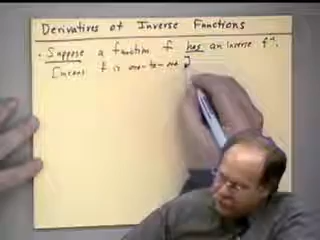 Derivatives of Inverse Functions
• Suppose a function f has an inverse f⁻¹.
[means f is one-to-one]